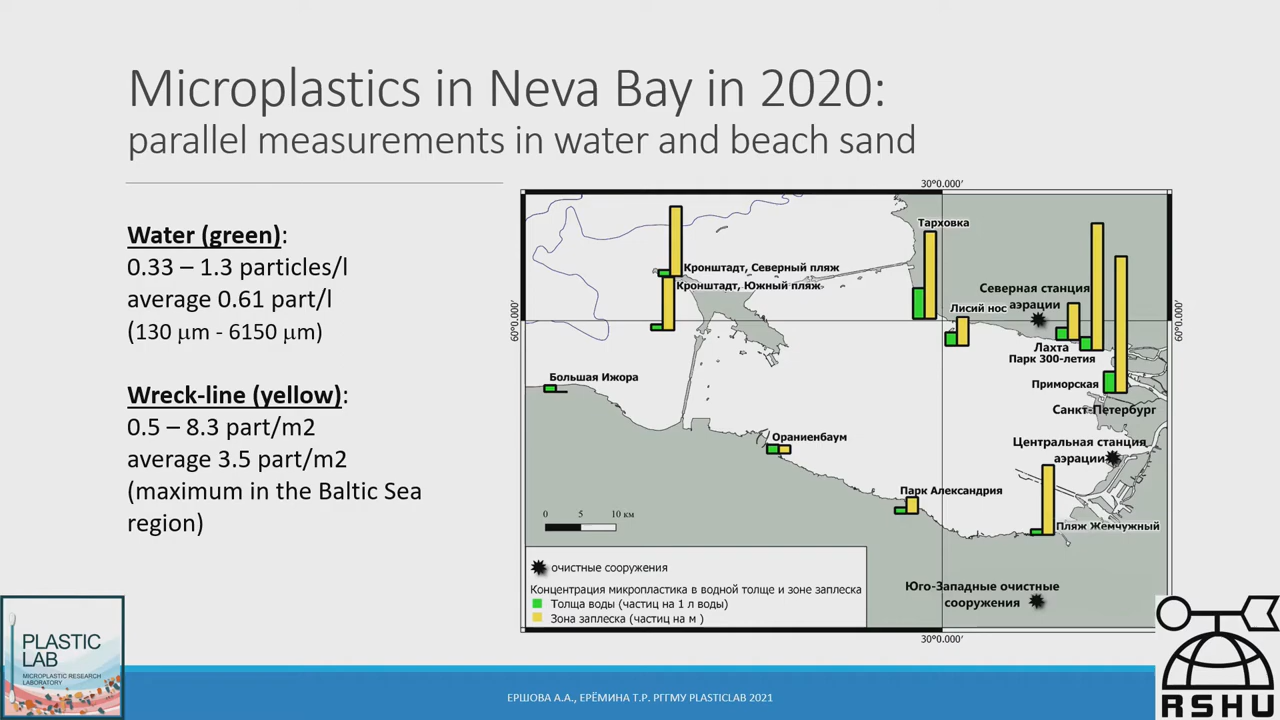 Microplastics in Neva Bay in 2020:
parallel measurements in water and beach sand
Water (green):
0.33 – 1.3 particles/l
average 0.61 part/l
(130 μm - 6150 μm)
Wreck-line (yellow):
0.5 – 8.3 part/m2
average 3.5 part/m2
(maximum in the Baltic Sea
region)
30°0.000'
Тарховка
Кронштадт, Северный пляж
Кронштадт, Южный пляж
Северная станция
аэрации
Лисий нос
60°0.000'
60°0.000'
Лахта
Парк 300-летия
Большая Ижора
Приморская
Санкт-Петербург
Ораниенбаум
Центральная станция
аэрации
Парк Александрия
0 5 10 км
Пляж Жемчужный
очистные сооружения
Концентрация микропластика в водной толще и зоне заплеска
Толща воды (частиц на 1 л воды)
Зона заплеска (частиц на м )
Юго-Западные очистные
сооружения
30°0.000'
PLASTIC
LAB
MICROPLASTIC RESEARCH
LABORATORY
ЕРШОВА А.А., ЕРЁМИНА Т.Р. РГГМУ PLASTICLAB 2021
RSHU